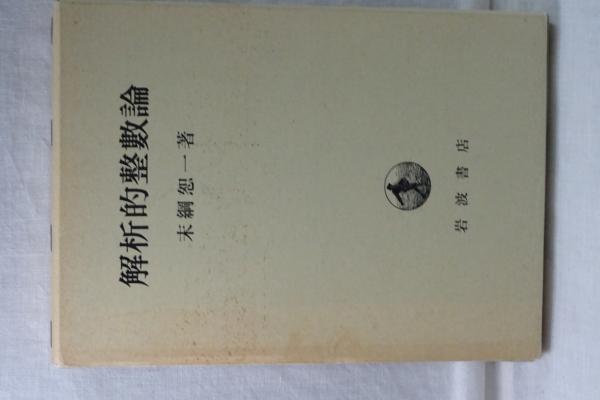 解析的整數論
末綱恕一著
岩波書店